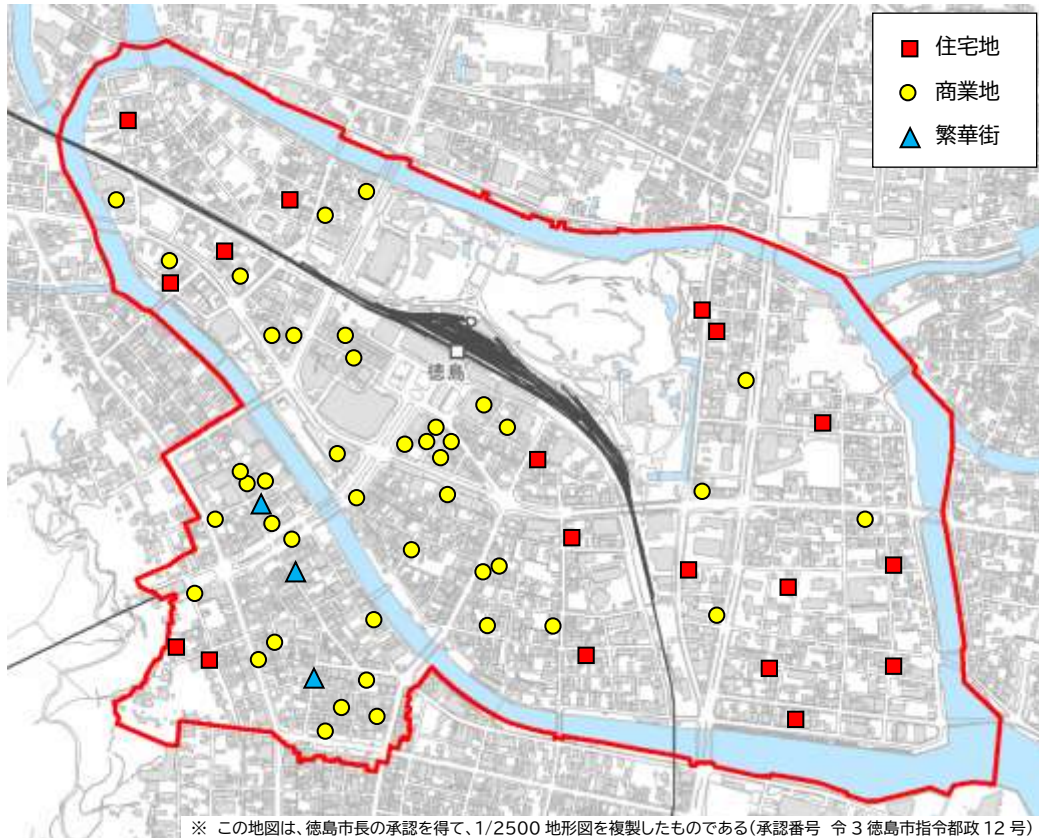 住宅地
商業地
繁華街
徳島
※ この地図は、徳島市長の承認を得て、1/2500 地形図を複製したものである(承認番号 令3徳島市指令都政12号)